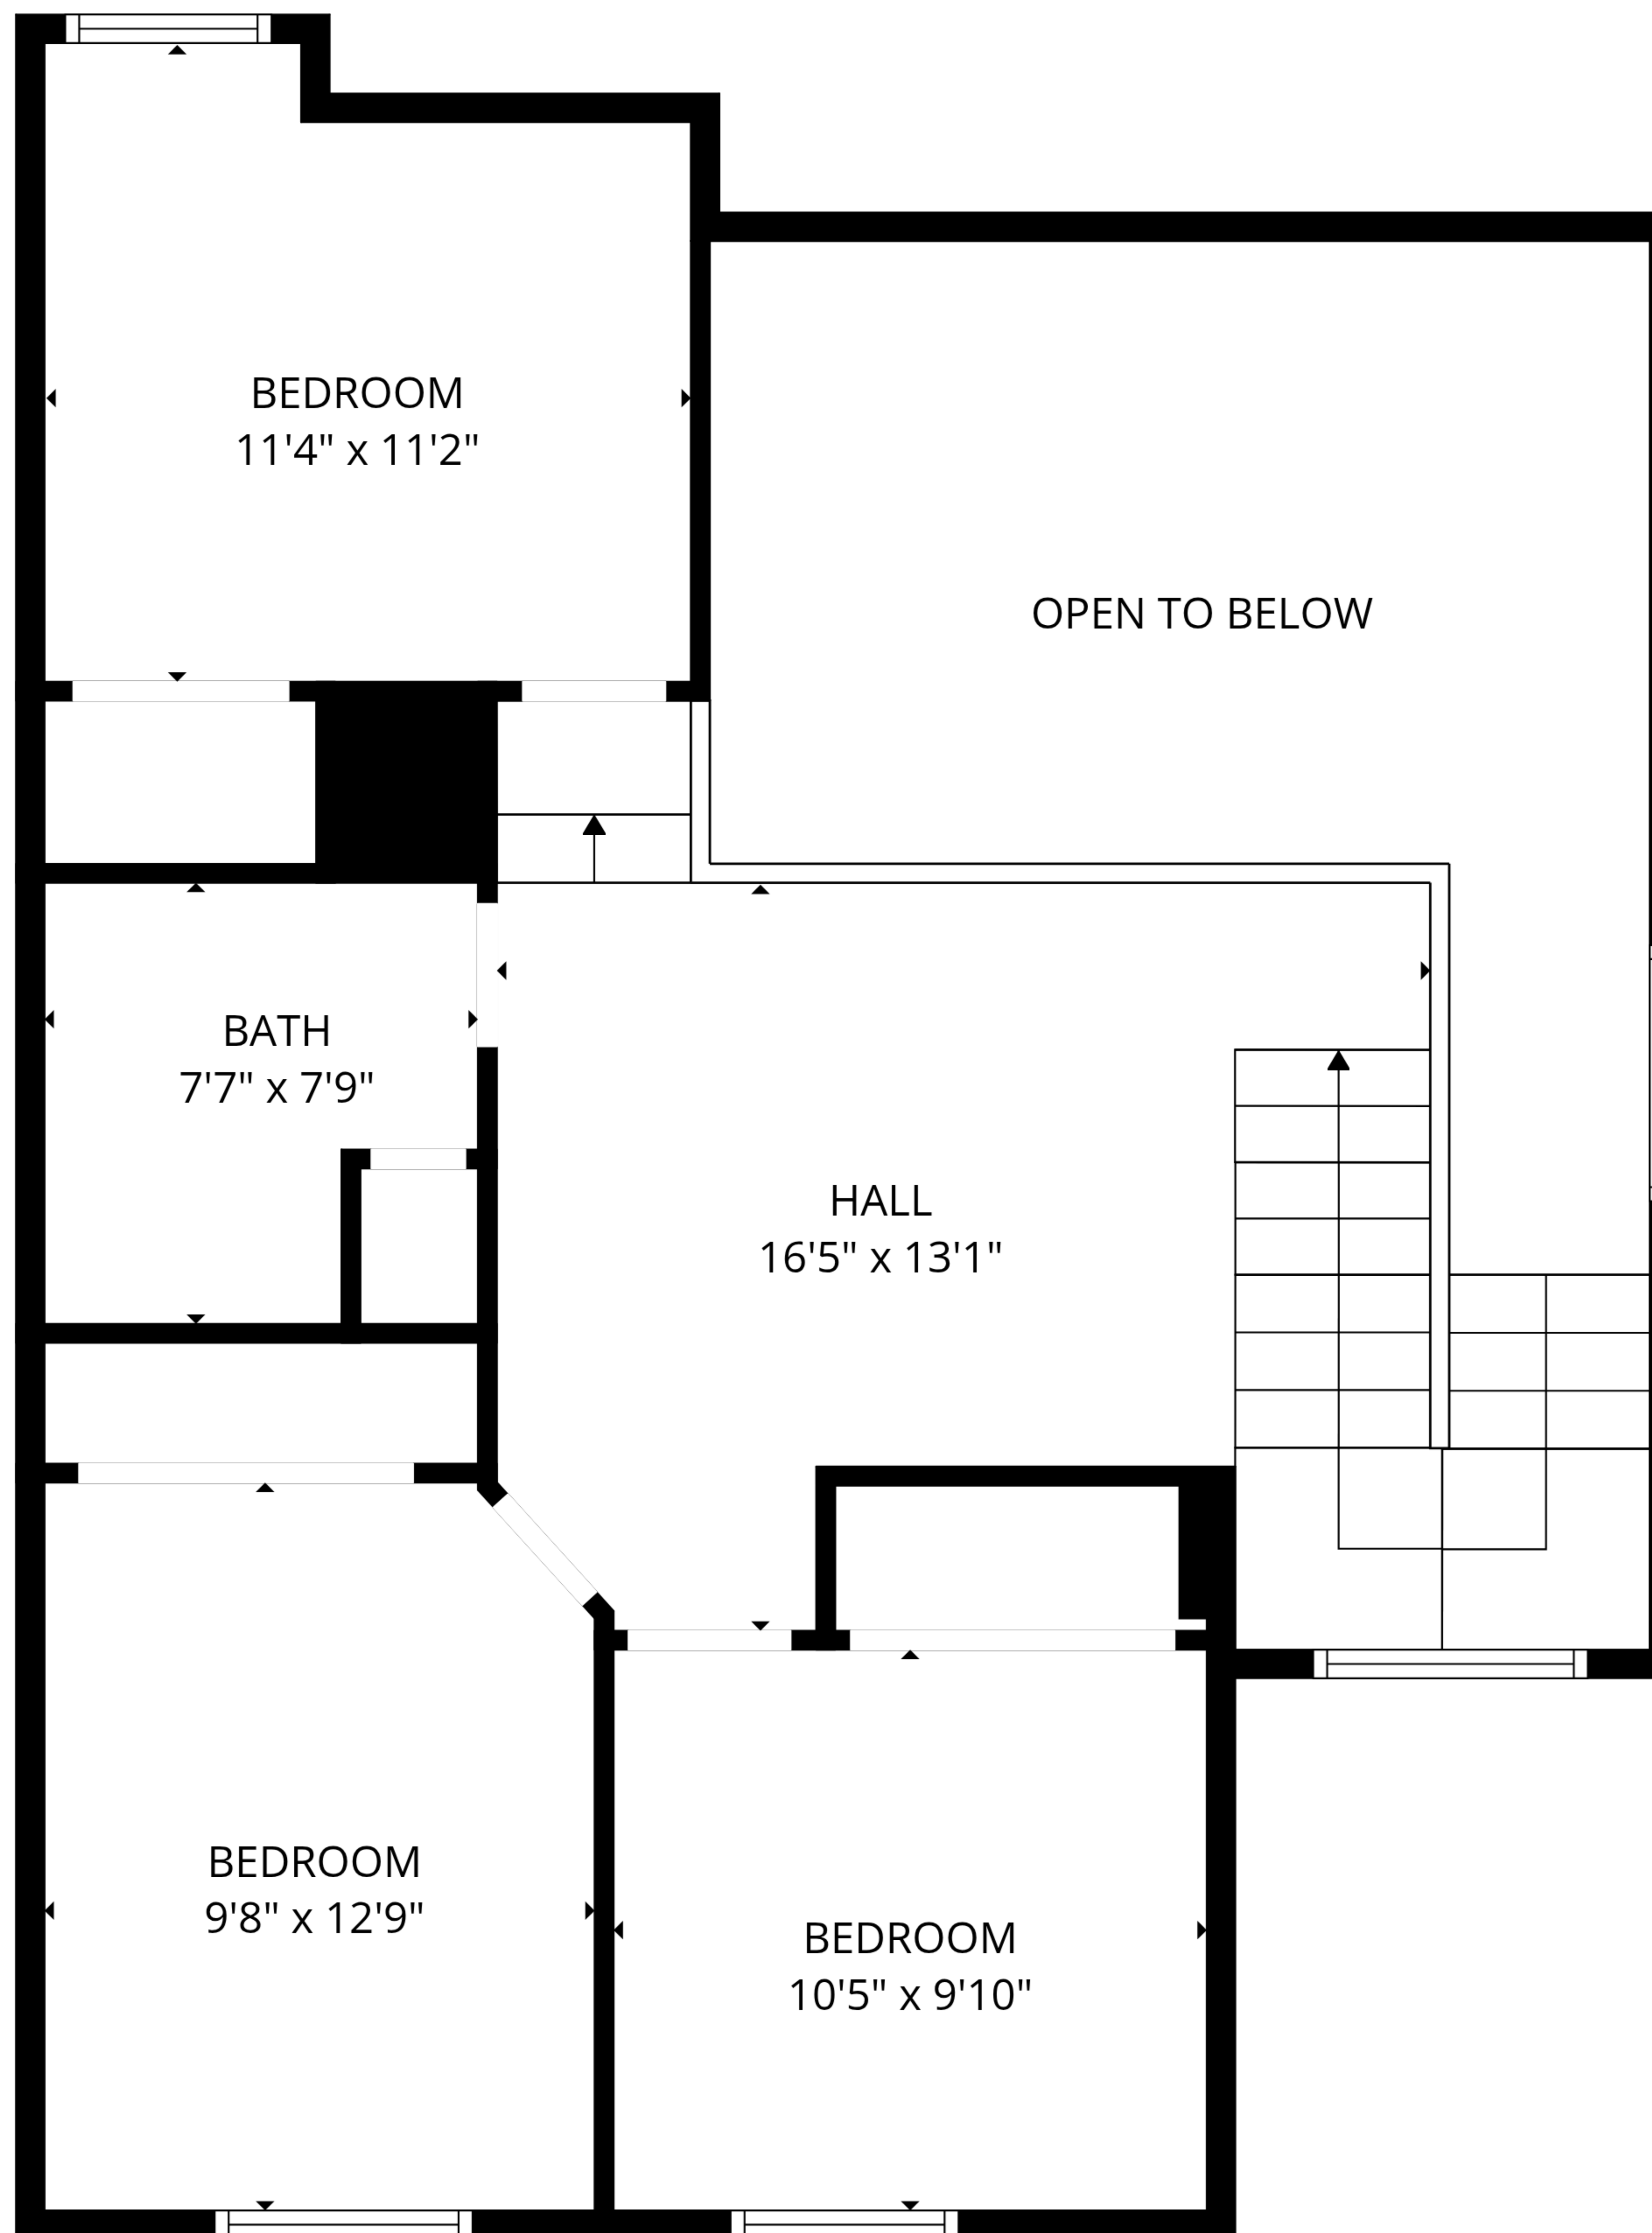 BEDROOM
11'4" x 11'2"
OPEN TO BELOW
BATH
7'7" x 7'9"
HALL
16'5" x 13'1"
BEDROOM
9'8" x 12'9"
BEDROOM
10'5" x 9'10"